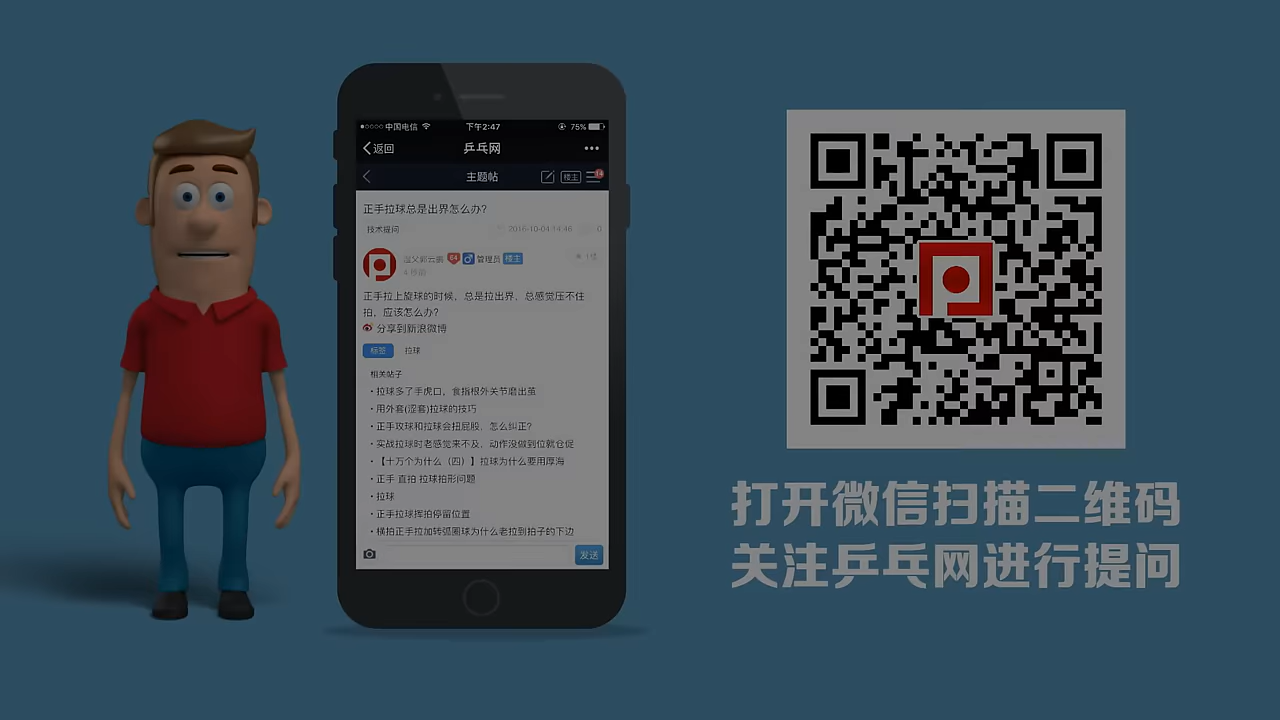 中国电信
下午2:47
75%
返回
乒乓网
主题帖
楼主
14
正手拉球总是出界怎么办?
技术提问
2016-10-04 14:46
0
64
管理员
楼主
4 秒前
正手拉上旋球的时候，总是拉出界，总感觉压不住
拍，应该怎么办?
分享到新浪微博
标签
拉球
相关帖子
• 拉球多了手虎口，食指根外关节磨出茧
• 用外套(涩套)拉球的技巧
• 正手攻球和拉球会扭屁股，怎么纠正?
• 实战拉球时老感觉来不及，动作没做到位就仓促
• 【十万个为什么（四）】拉球为什么要用厚海
• 正手 直拍 拉球拍形问题
• 拉球
• 正手拉球挥拍停留位置
• 横拍正手拉加转弧圈球为什么老拉到拍子的下边
发送
打开微信扫描二维码
关注乒乓网进行提问